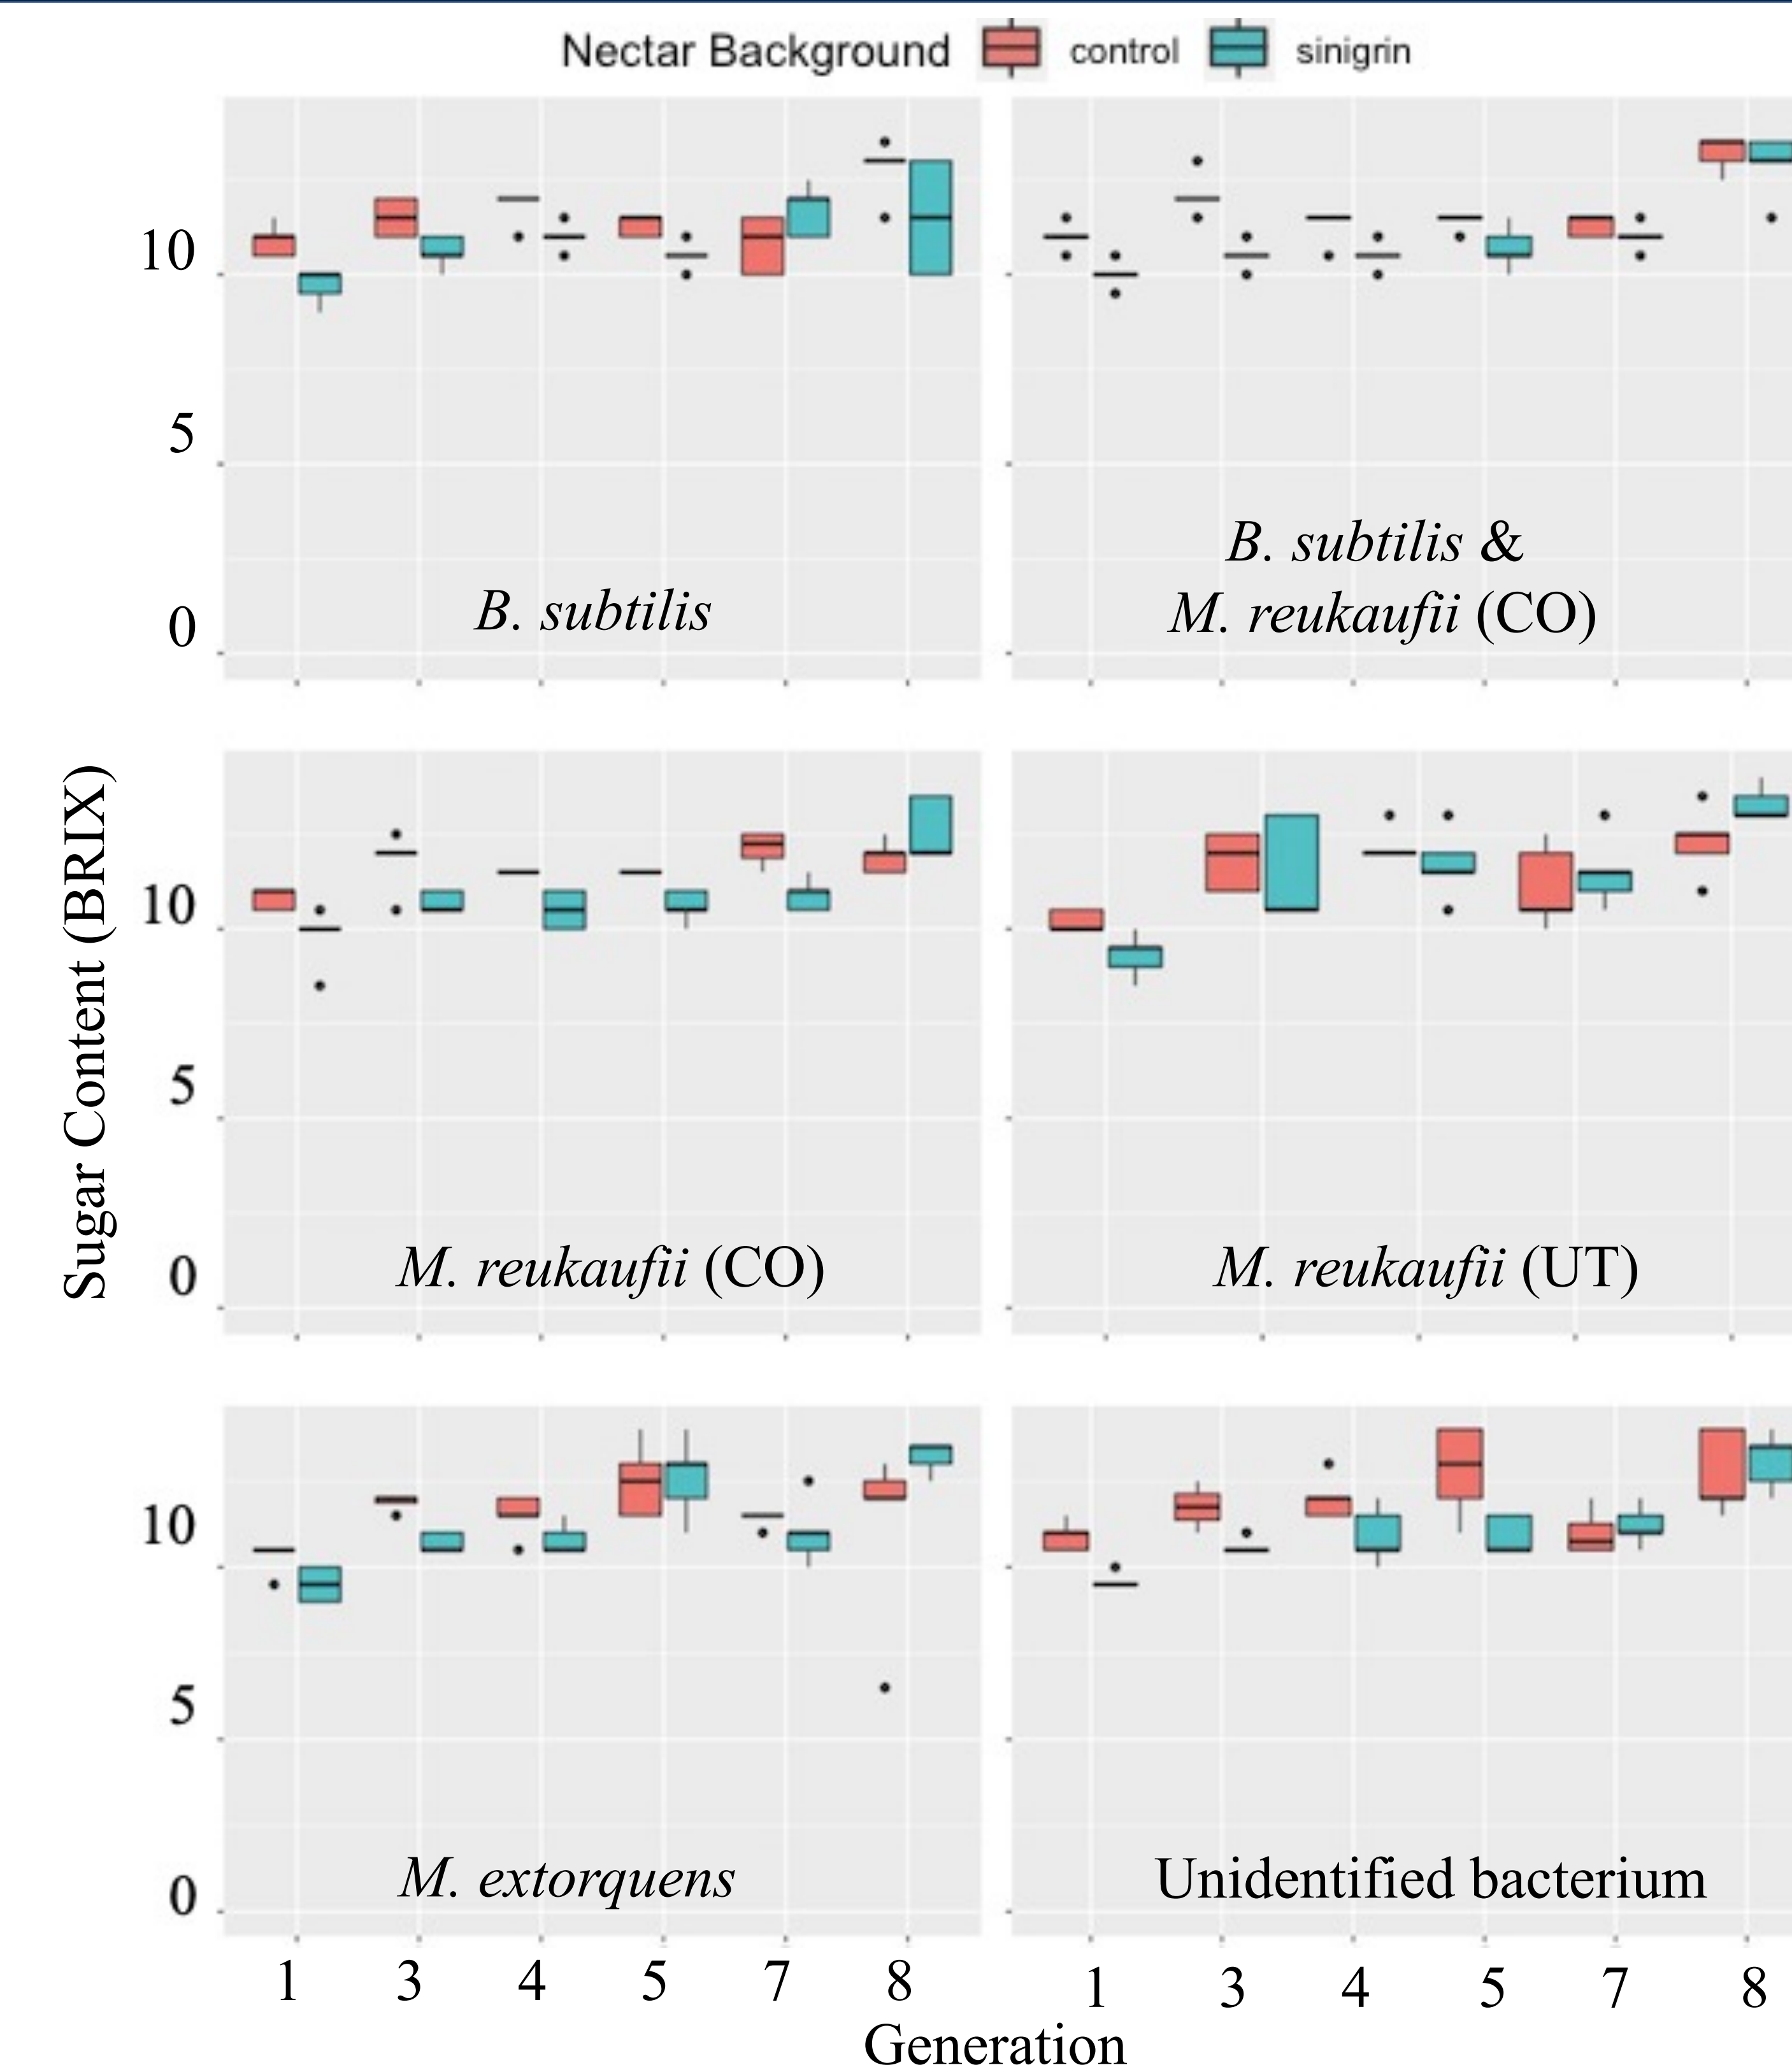 Nectar Background control sinigrin
10
5
0
B. subtilis
B. subtilis &
M. reukaufii (CO)
Sugar Content (BRIX)
10
5
0
M. reukaufii (CO)
M. reukaufii (UT)
10
5
0
M. extorquens
Unidentified bacterium
1 3 4 5 7 8
1 3 4 5 7 8
Generation